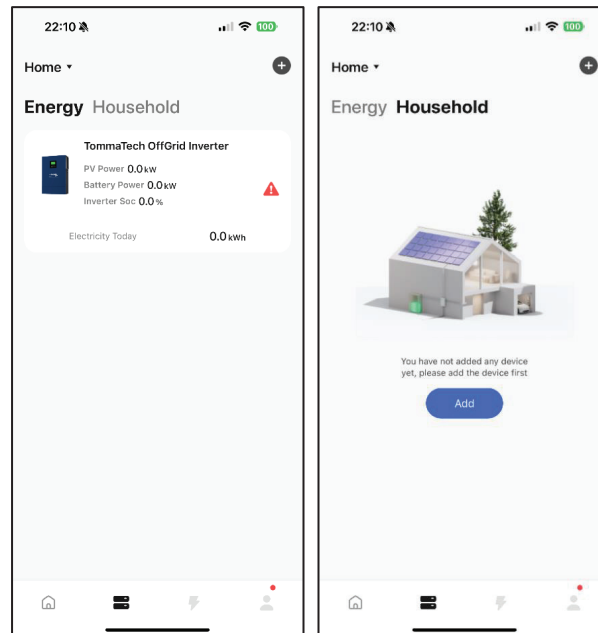 22:10
100
Home
Energy Household
TommaTech OffGrid Inverter
PV Power 0.0 kW
Battery Power 0.0 kW
Inverter Soc 0.0 %
Electricity Today 0.0 kWh
22:10
100
Home
Energy Household
You have not added any device
yet, please add the device first
Add